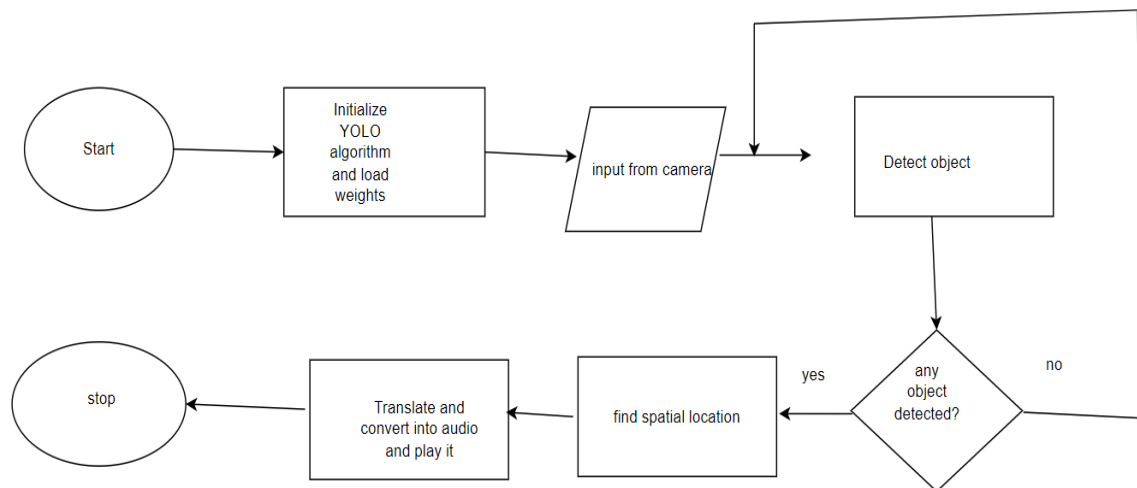 Start
Initialize
YOLO
algorithm
and load
weights
input from camera
Detect object
any
object
detected?
no
yes
find spatial location
Translate and
convert into audio
and play it
stop